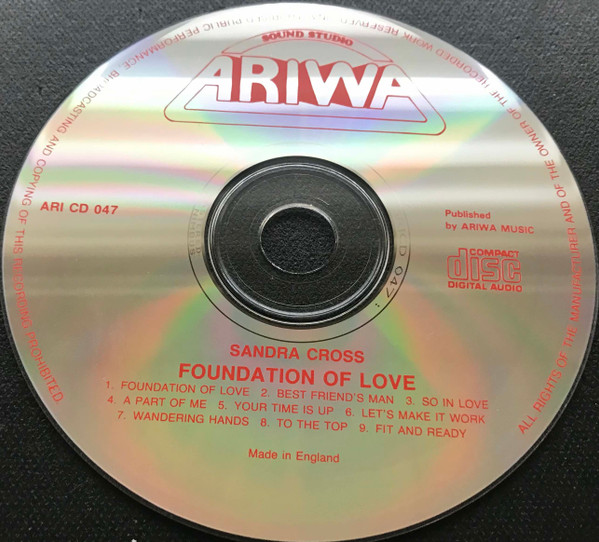 ALL RIGHTS OF THE MANUFACTURER AND OF THE OWNER OF THE RECORDED WORK RESERVED
PUBLIC PERFORMANCE, BROADCASTING AND COPYING OF THIS RECORDING PROHIBITED.
SOUND STUDIO
ARIWA
ARI CD 047
Published
by ARIWA MUSIC
COMPACT
disc
DIGITAL AUDIO
SANDRA CROSS
FOUNDATION OF LOVE
1. FOUNDATION OF LOVE 2. BEST FRIEND'S MAN 3. SO IN LOVE
4. A PART OF ME 5. YOUR TIME IS UP 6. LET'S MAKE IT WORK
7. WANDERING HANDS 8. TO THE TOP 9. FIT AND READY
Made in England